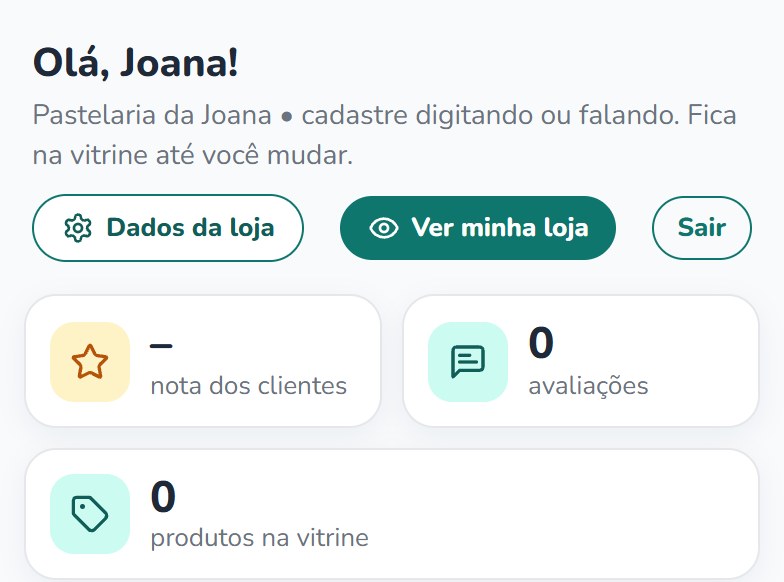 Olá, Joana!
Pastelaria da Joana • cadastre digitando ou falando. Fica
na vitrine até você mudar.
Dados da loja
Ver minha loja
Sair
–
nota dos clientes
0
avaliações
0
produtos na vitrine